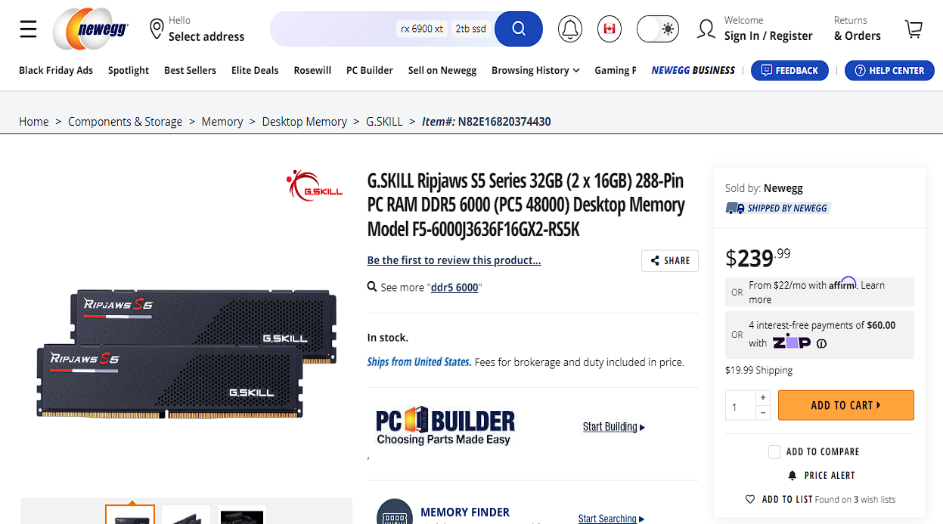 newegg
Hello
Select address
rx 6900 xt
2tb ssd
Welcome
Sign In / Register
Returns
& Orders
Black Friday Ads
Spotlight
Best Sellers
Elite Deals
Rosewill
PC Builder
Sell on Newegg
Browsing History
Gaming P
NEWEGG BUSINESS
FEEDBACK
HELP CENTER
Home > Components & Storage > Memory > Desktop Memory > G.SKILL > Item#: N82E16820374430
G.SKILL
G.SKILL Ripjaws S5 Series 32GB (2 x 16GB) 288-Pin
PC RAM DDR5 6000 (PC5 48000) Desktop Memory
Model F5-6000J3636F16GX2-RS5K
Be the first to review this product...
SHARE
See more "ddr5 6000"
In stock.
Ships from United States. Fees for brokerage and duty included in price.
PC BUILDER
Choosing Parts Made Easy
Start Building
,
MEMORY FINDER
Start Searching
RIPJAWS S5
G.SKILL
RIPJAWS S5
G.SKILL
Sold by: Newegg
SHIPPED BY NEWEGG
$239.99
OR
From $22/mo with affirm. Learn
more
OR
4 interest-free payments of $60.00
with ZIP
$19.99 Shipping
1
+
-
ADD TO CART
ADD TO COMPARE
PRICE ALERT
ADD TO LIST Found on 3 wish lists